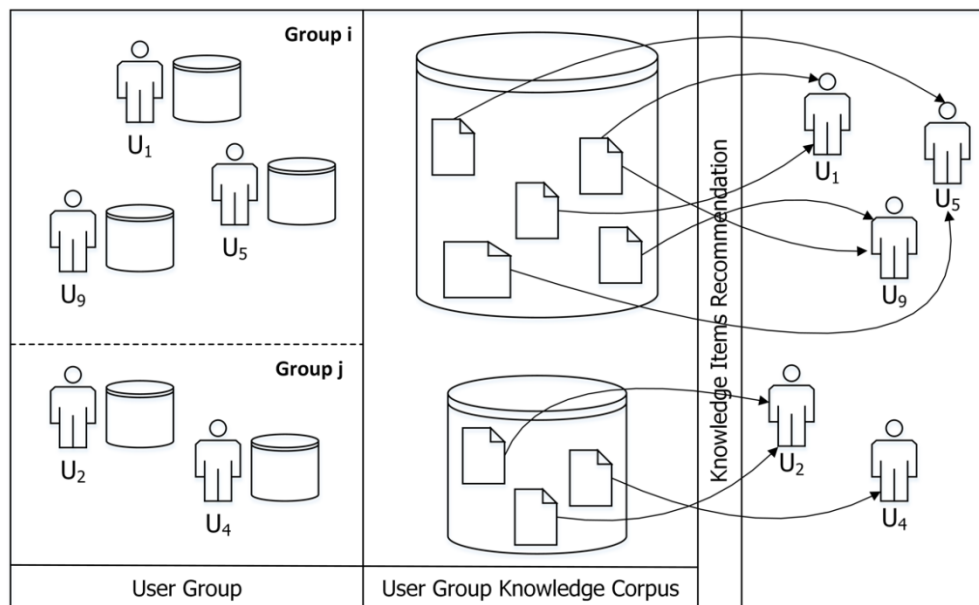 Group i
U₁
U₅
U₉
Group j
U₂
U₄
User Group
User Group Knowledge Corpus
Knowledge Items Recommendation
U₁
U₅
U₉
U₂
U₄